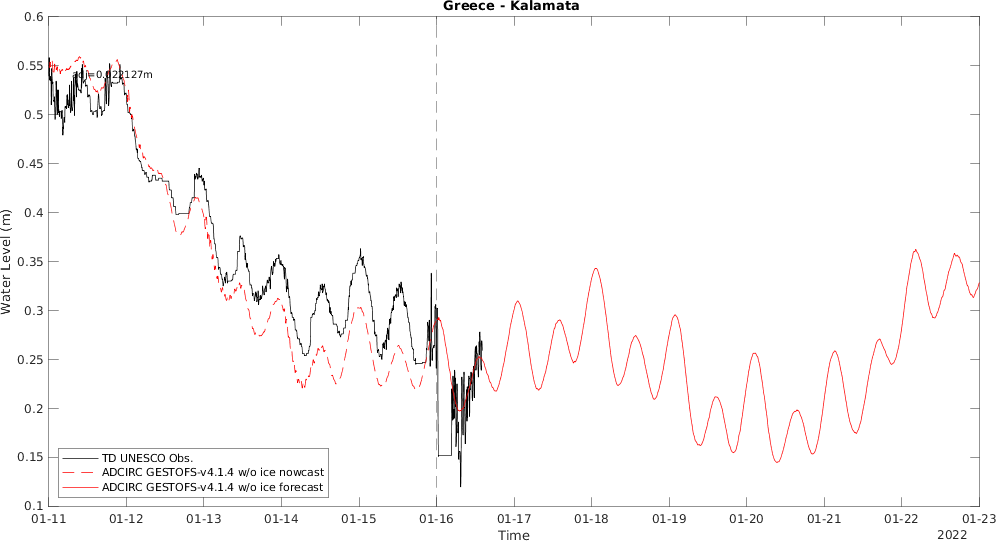 Greece - Kalamata
0.6
0.55
0.5
0.45
0.4
0.35
0.3
0.25
0.2
0.15
0.1
Water Level (m)
=0.022127m
TD UNESCO Obs.
ADCIRC GESTOFS-v4.1.4 w/o ice nowcast
ADCIRC GESTOFS-v4.1.4 w/o ice forecast
01-11 01-12 01-13 01-14 01-15 01-16 01-17 01-18 01-19 01-20 01-21 01-22 01-23
Time
2022